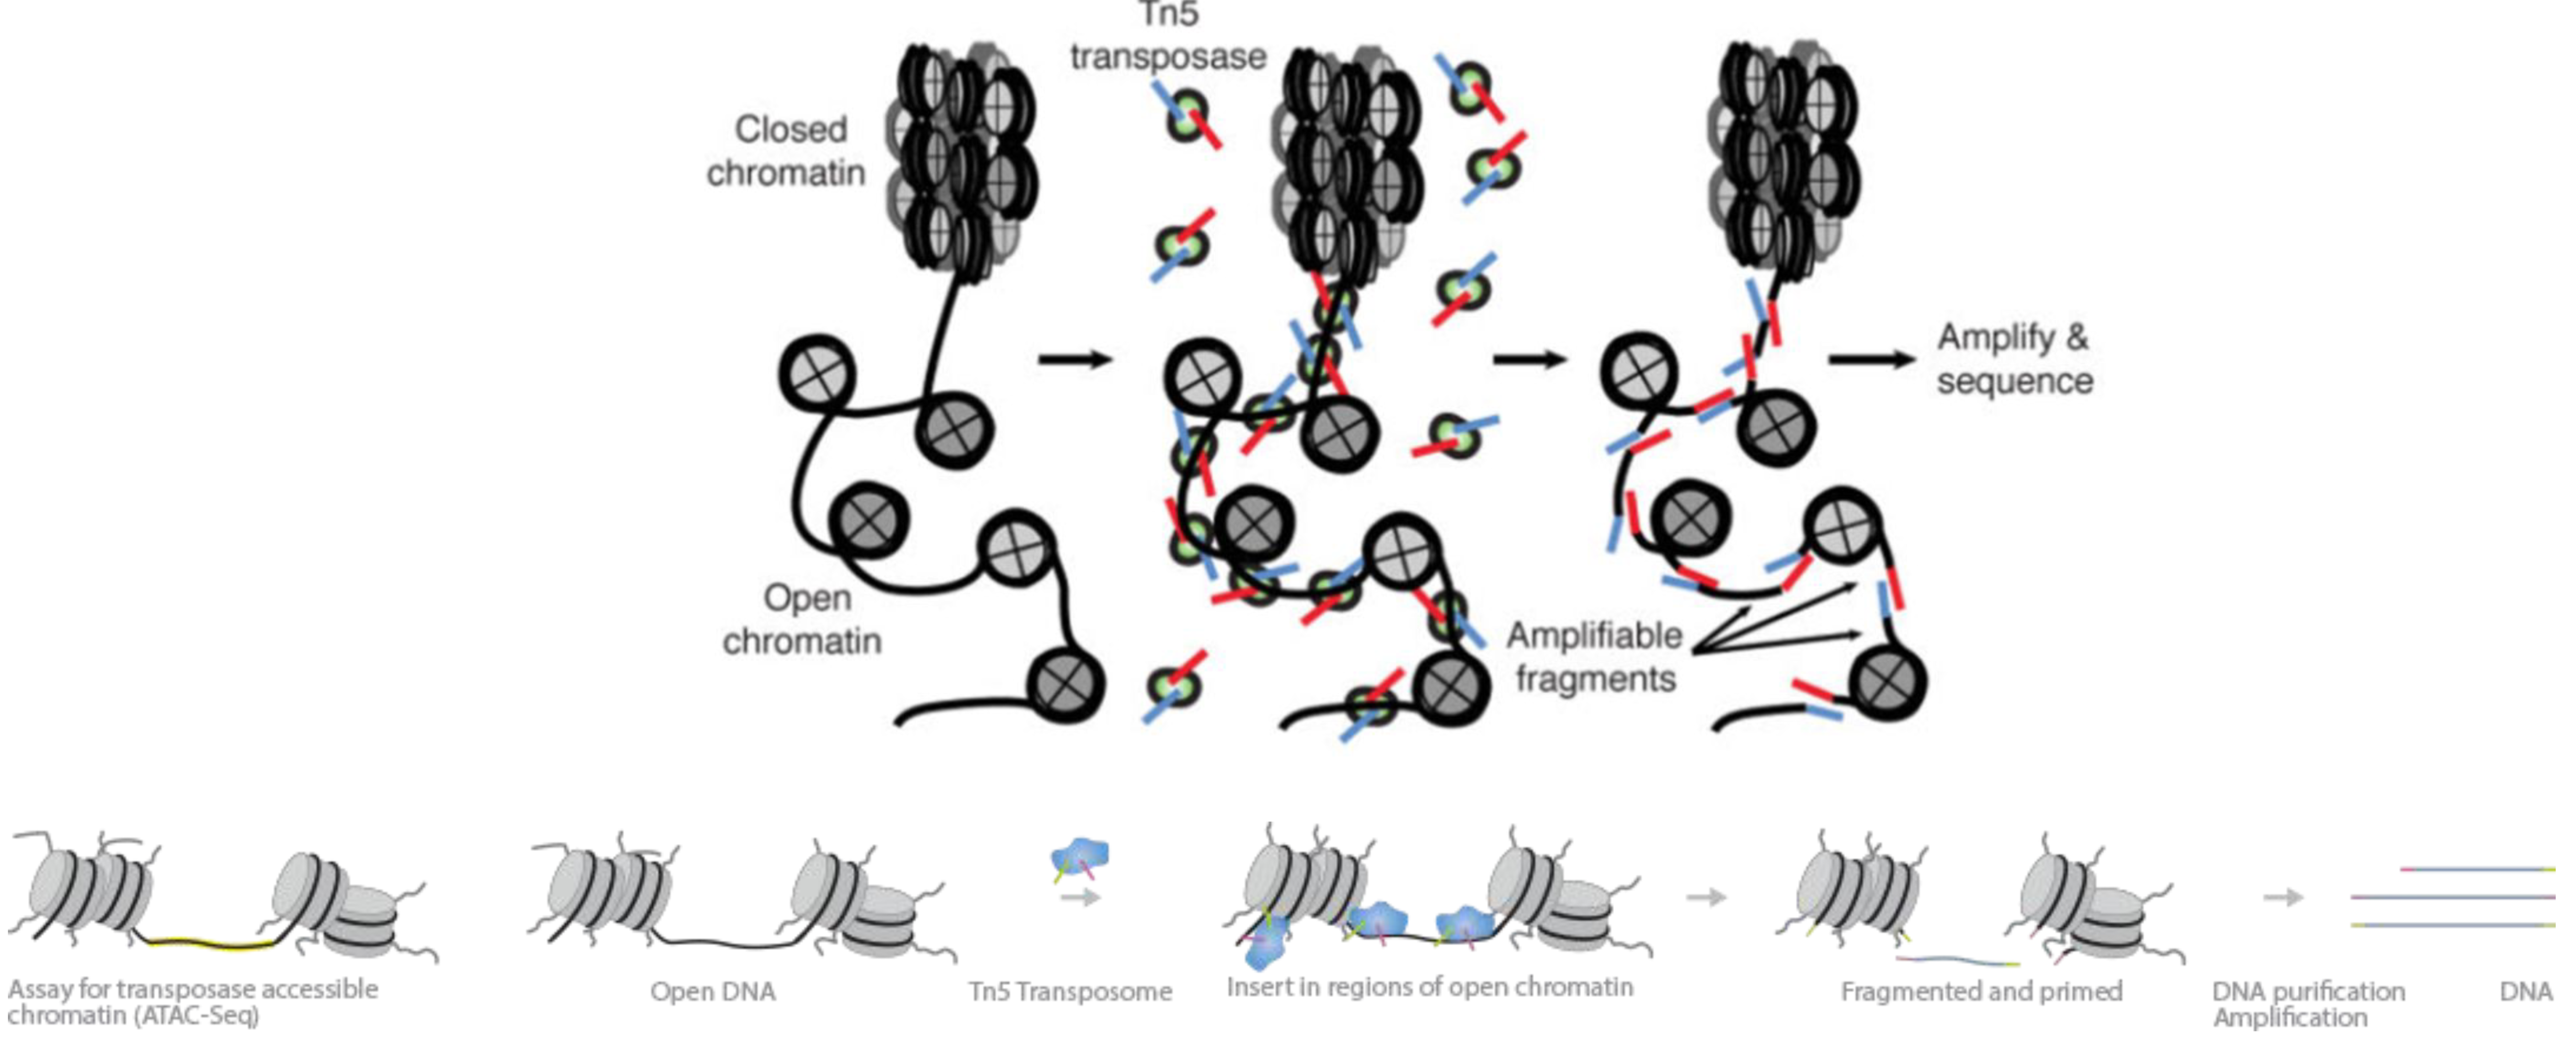 Tn5
transposase
Closed
chromatin
Amplify &
sequence
Open
chromatin
Amplifiable
fragments
Assay for transposase accessible
chromatin (ATAC-Seq)
Open DNA
Tn5 Transposome
Insert in regions of open chromatin
Fragmented and primed
DNA purification
Amplification
DNA